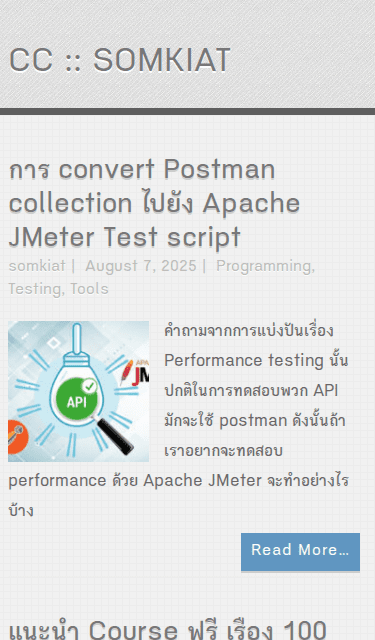 CC :: SOMKIAT
การ convert Postman
collection ไปยัง Apache
JMeter Test script
somkiat | August 7, 2025 | Programming,
Testing, Tools
คำถามจากการแบ่งปันเรื่อง
Performance testing นั้น
ปกติในการทดสอบพวก API
มักจะใช้ postman ดังนั้นถ้า
เราอยากจะทดสอบ
performance ด้วย Apache JMeter จะทำอย่างไร
บ้าง
API
JM
Read More...
แนะนำ Course ฟรี เรื่อง 100